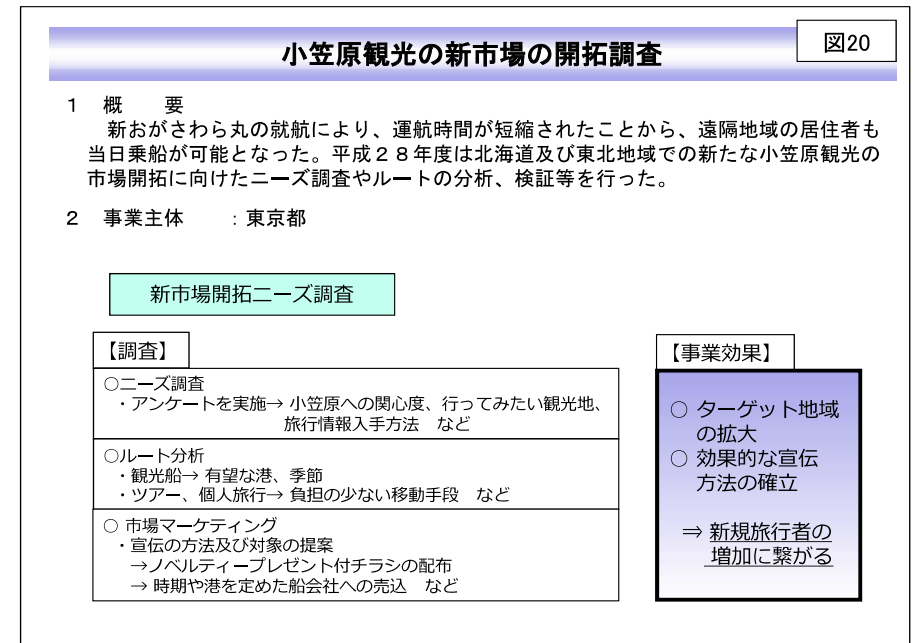 図20
小笠原観光の新市場の開拓調査
1 概　　要
新おがさわら丸の就航により、運航時間が短縮されたことから、遠隔地域の居住者も
当日乗船が可能となった。平成２８年度は北海道及び東北地域での新たな小笠原観光の
市場開拓に向けたニーズ調査やルートの分析、検証等を行った。
2 事業主体　　：東京都
新市場開拓ニーズ調査
【調査】
○ニーズ調査
・アンケートを実施→ 小笠原への関心度、行ってみたい観光地、
旅行情報入手方法　など
○ルート分析
・観光船→ 有望な港、季節
・ツアー、個人旅行→ 負担の少ない移動手段　など
○ 市場マーケティング
・宣伝の方法及び対象の提案
→ノベルティープレゼント付チラシの配布
→ 時期や港を定めた船会社への売込　など
【事業効果】
○ ターゲット地域
の拡大
○ 効果的な宣伝
方法の確立
⇒ 新規旅行者の
増加に繋がる